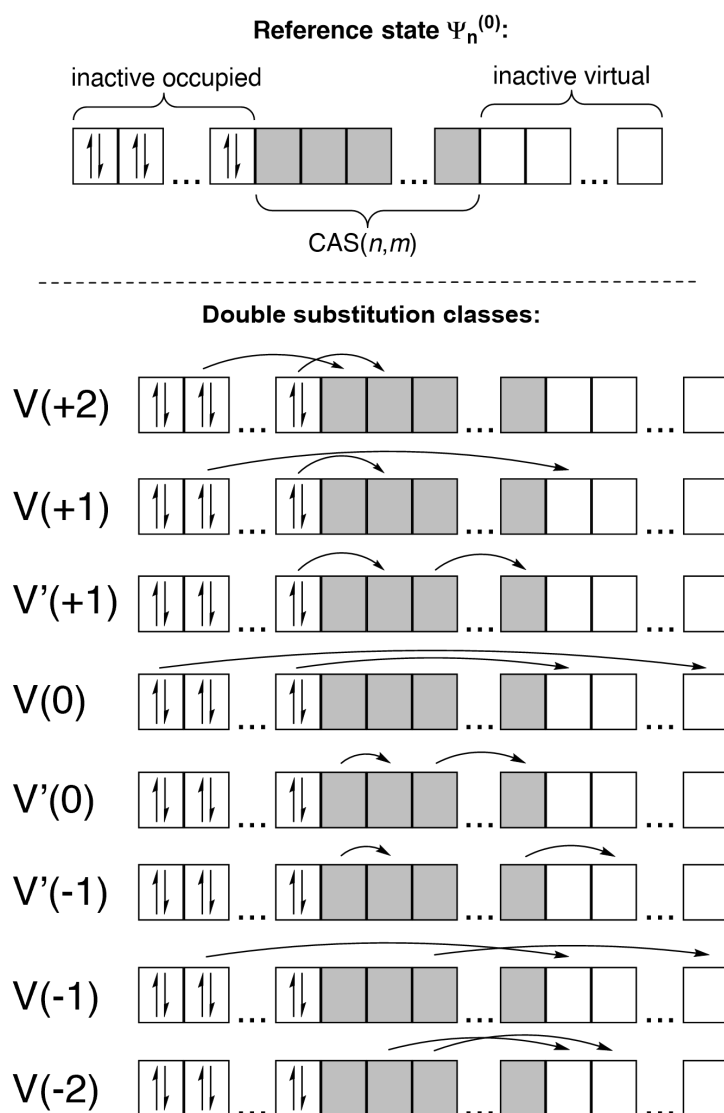 Reference state Ψn(0):
inactive occupied
inactive virtual
... ...
CAS(n,m)
Double substitution classes:
V(+2)
... ... ...
V(+1)
... ... ...
V'(+1)
... ... ...
V(0)
... ... ...
V'(0)
... ... ...
V'(-1)
... ... ...
V(-1)
... ... ...
V(-2)
... ... ...